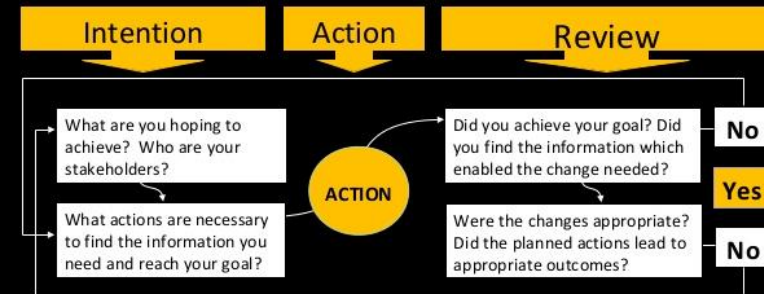 Intention
Action
Review
What are you hoping to
achieve? Who are your
stakeholders?
What actions are necessary
to find the information you
need and reach your goal?
ACTION
Did you achieve your goal? Did
you find the information which
enabled the change needed?
No
Yes
Were the changes appropriate?
Did the planned actions lead to
appropriate outcomes?
No